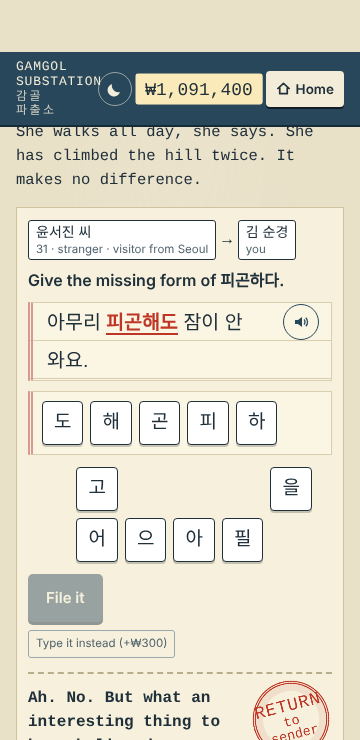 GAMGOL
SUBSTATION
감골
파출소
₩1,091,400
Home
She walks all day, she says. She
has climbed the hill twice. It
makes no difference.
윤서진 씨
31 · stranger · visitor from Seoul
→
김 순경
you
Give the missing form of 피곤하다.
아무리 피곤해도 잠이 안
와요.
도 해 곤 피 하
고 을
어 으 아 필
File it
Type it instead (+₩300)
Ah. No. But what an
interesting thing to
RETURN
to
sender